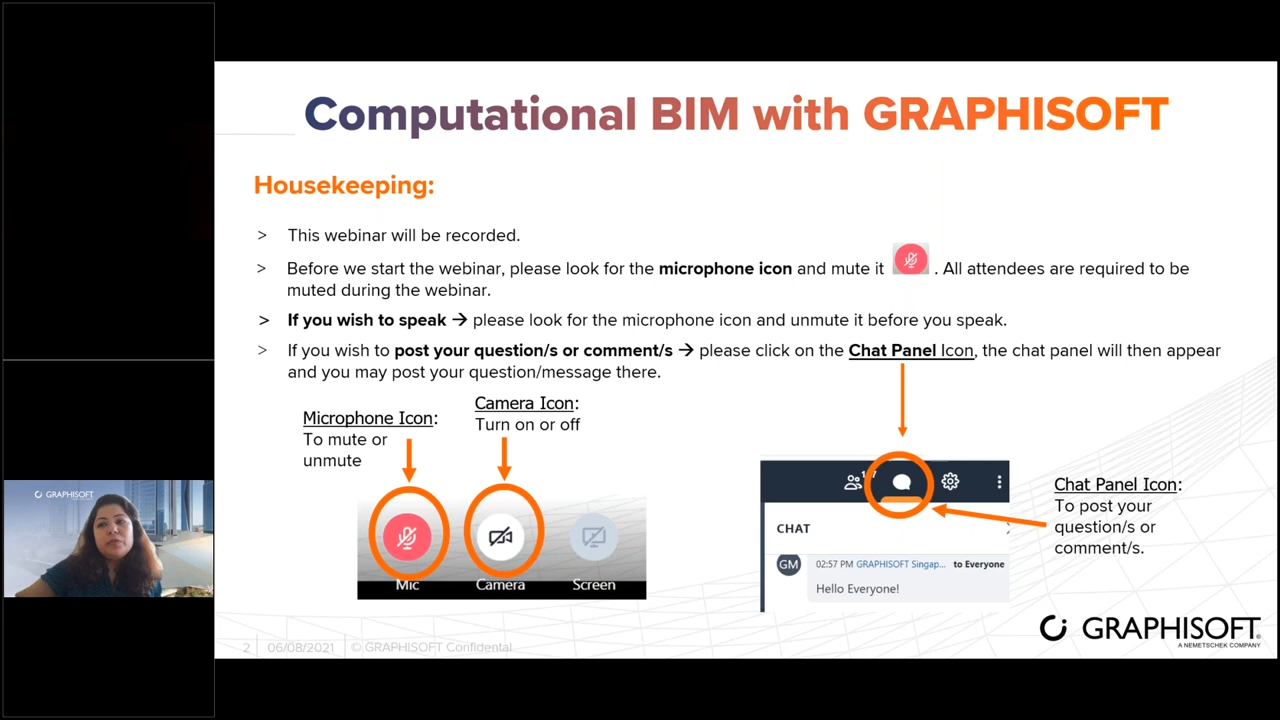 Computational BIM with GRAPHISOFT
Housekeeping:
> This webinar will be recorded.
> Before we start the webinar, please look for the microphone icon and mute it . All attendees are required to be
muted during the webinar.
> If you wish to speak → please look for the microphone icon and unmute it before you speak.
> If you wish to post your question/s or comment/s → please click on the Chat Panel Icon, the chat panel will then appear
and you may post your question/message there.
Microphone Icon:
To mute or
unmute
Camera Icon:
Turn on or off
Mic
Camera
Screen
CHAT
GM
02:57 PM GRAPHISOFT Singap... to Everyone
Hello Everyone!
Chat Panel Icon:
To post your
question/s or
comment/s.
GRAPHISOFT
2
06/08/2021
© GRAPHISOFT Confidental
GRAPHISOFT®
A NEMETSCHEK COMPANY